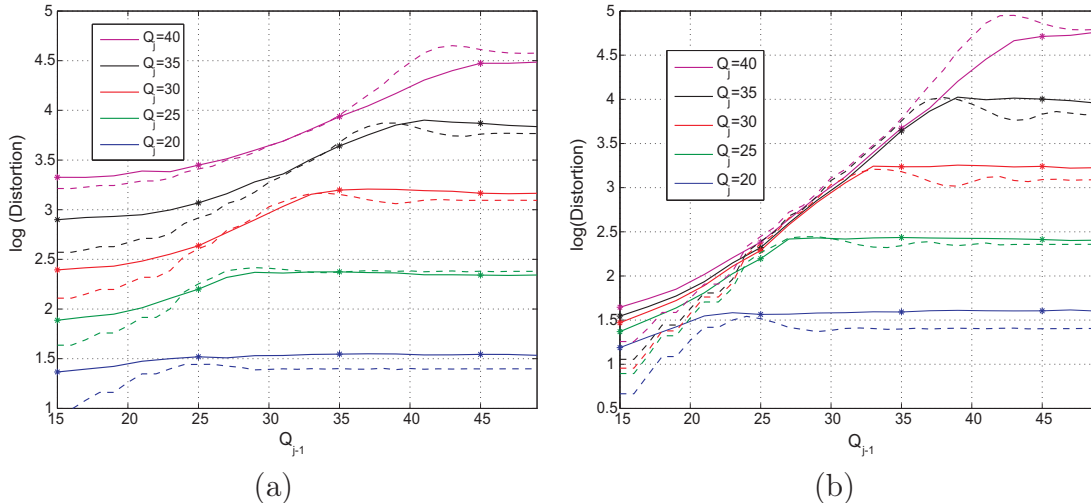 5
4.5
4
3.5
3
2.5
2
1.5
1
log (Distortion)
Q_j=40
Q_j=35
Q_j=30
Q_j=25
Q_j=20
15 20 25 30 35 40 45
Q_{j-1}
(a)
5
4.5
4
3.5
3
2.5
2
1.5
1
0.5
log(Distortion)
Q_j=40
Q_j=35
Q_j=30
Q_j=25
Q_j=20
15 20 25 30 35 40 45
Q_{j-1}
(b)